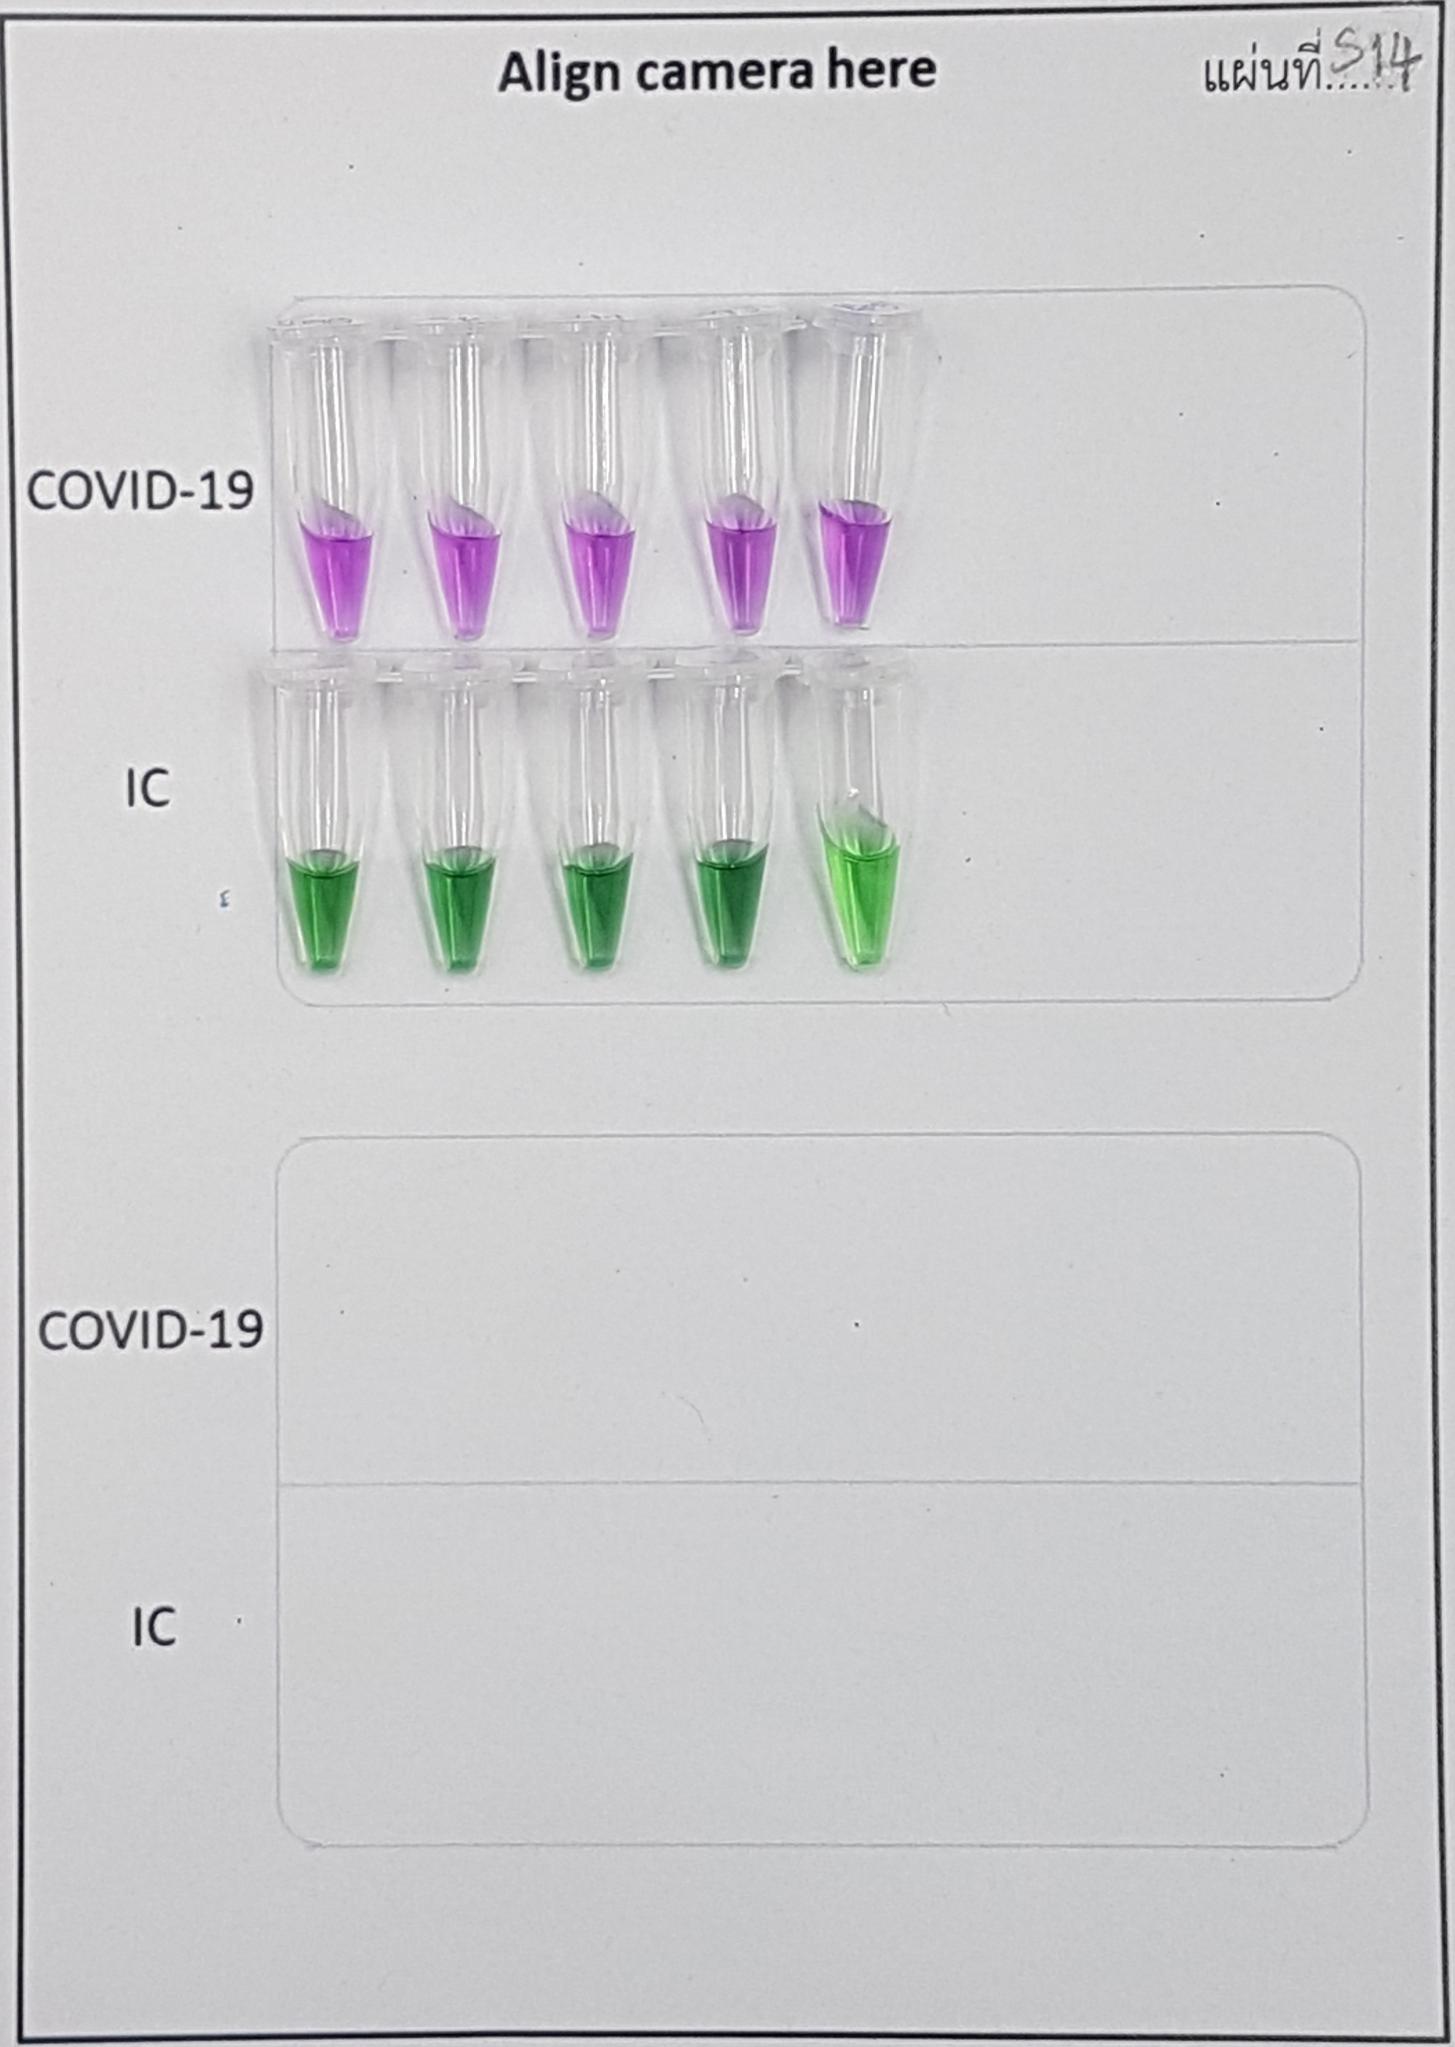 Align camera here
แผ่นที่......S14
COVID-19
IC
COVID-19
IC